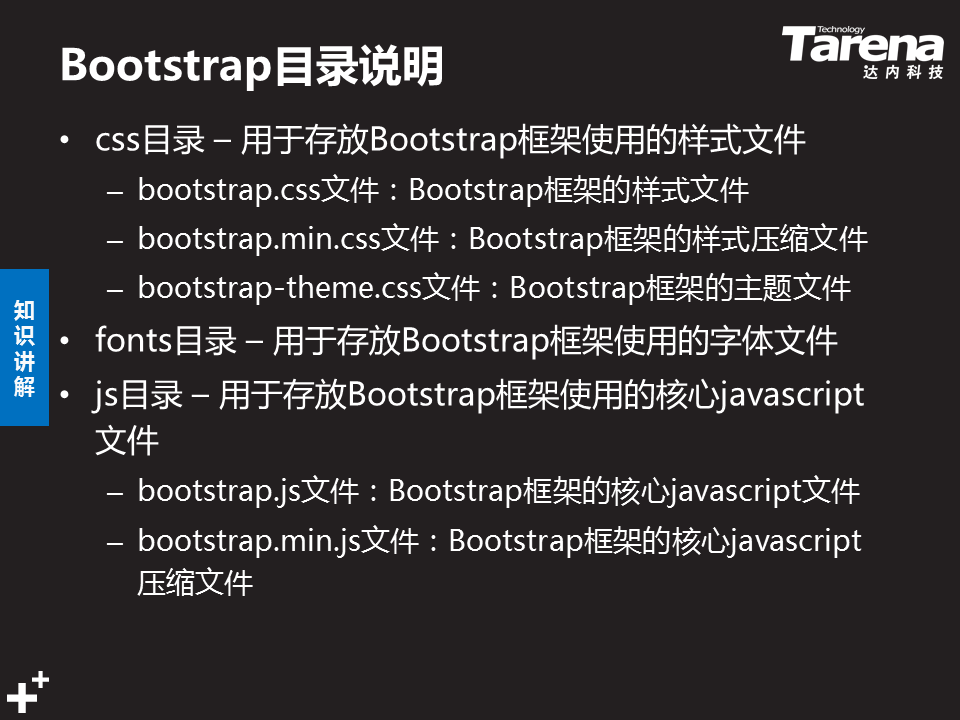 Bootstrap目录说明
Technology
Tarena
达内科技
• css目录 – 用于存放Bootstrap框架使用的样式文件
– bootstrap.css文件：Bootstrap框架的样式文件
– bootstrap.min.css文件：Bootstrap框架的样式压缩文件
– bootstrap-theme.css文件：Bootstrap框架的主题文件
• fonts目录 – 用于存放Bootstrap框架使用的字体文件
• js目录 – 用于存放Bootstrap框架使用的核心javascript
文件
– bootstrap.js文件：Bootstrap框架的核心javascript文件
– bootstrap.min.js文件：Bootstrap框架的核心javascript
压缩文件
知识讲解